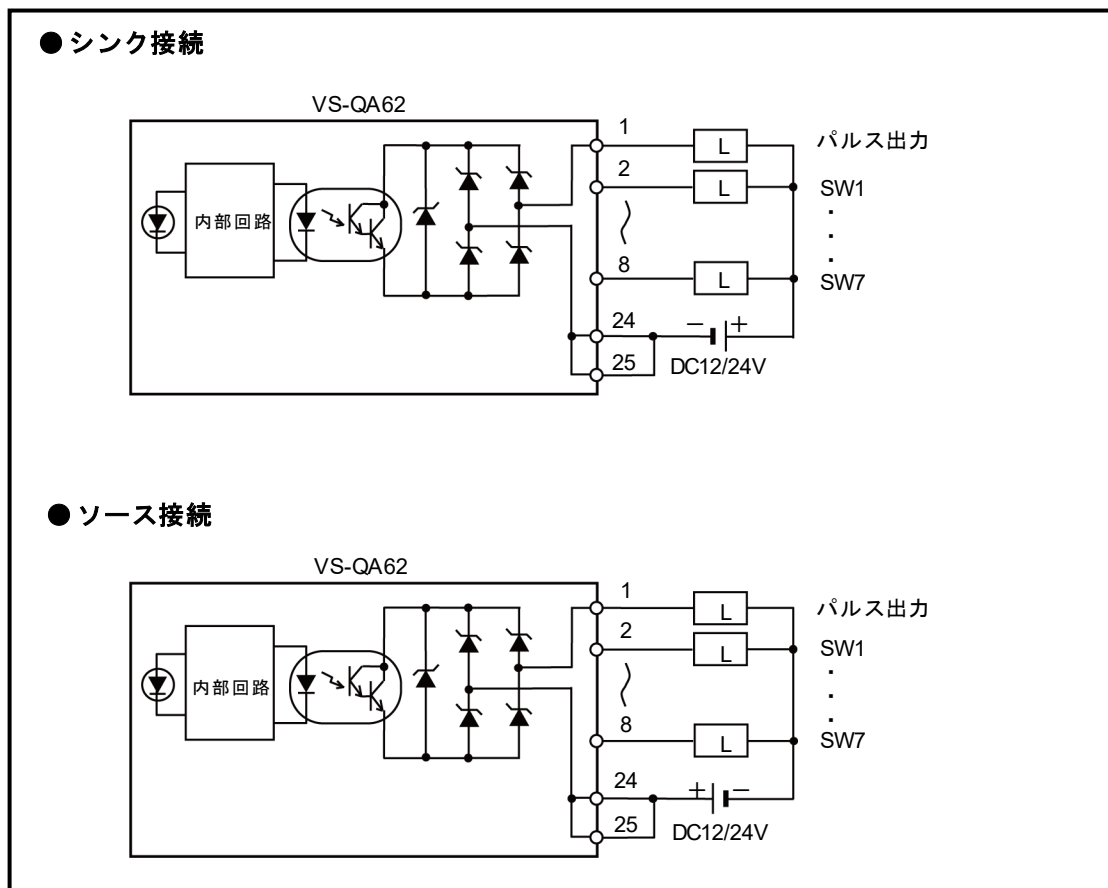 ● シンク接続
VS-QA62
内部回路
1
L
パルス出力
2
L
SW1
・
・
・
8
L
SW7
24
− +
25
DC12/24V
● ソース接続
VS-QA62
内部回路
1
L
パルス出力
2
L
SW1
・
・
・
8
L
SW7
24
+ −
25
DC12/24V